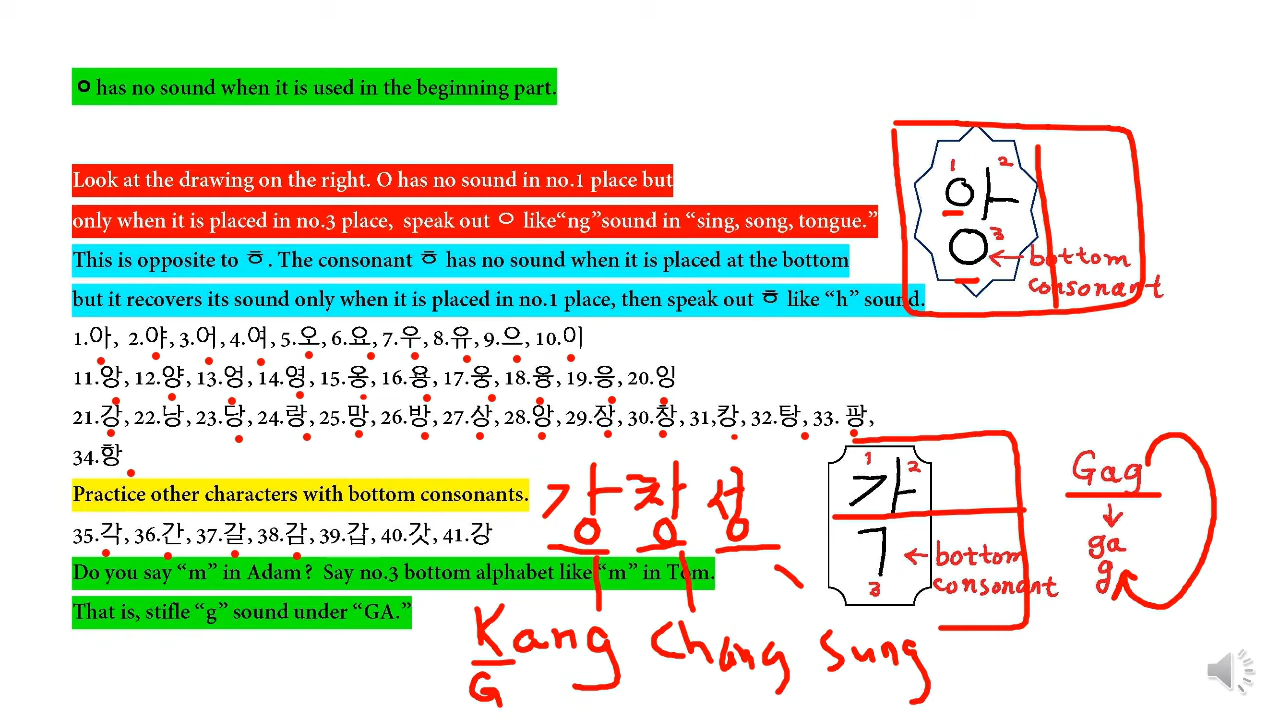 ㅇ has no sound when it is used in the beginning part.
Look at the drawing on the right. O has no sound in no.1 place but
only when it is placed in no.3 place, speak out ㅇ like“ng”sound in “sing, song, tongue.”
This is opposite to ㅎ. The consonant ㅎ has no sound when it is placed at the bottom
but it recovers its sound only when it is placed in no.1 place, then speak out ㅎ like “h” sound.
1 2
아
ㅇ 3
← bottom
consonant
1.아, 2.야, 3.어, 4.여, 5.오, 6.요, 7.우, 8.유, 9.으, 10.이
11.앙, 12.양, 13.엉, 14.영, 15.옹, 16.용, 17.웅, 18.융, 19.응, 20.잉
21.강, 22.낭, 23.당, 24.랑, 25.망, 26.방, 27.상, 28.앙, 29.장, 30.창, 31,캉, 32.탕, 33. 팡,
34.항
Practice other characters with bottom consonants.
35.각, 36.간, 37.갈, 38.감, 39.갑, 40.갓, 41.강
Do you say “m” in Adam? Say no.3 bottom alphabet like “m” in Tom.
That is, stifle “g” sound under “GA.”
강 창 성
Kang Chang Sung
G
1 2
가
ㄱ
← bottom
consonant
3
Gag
↓
ga
g